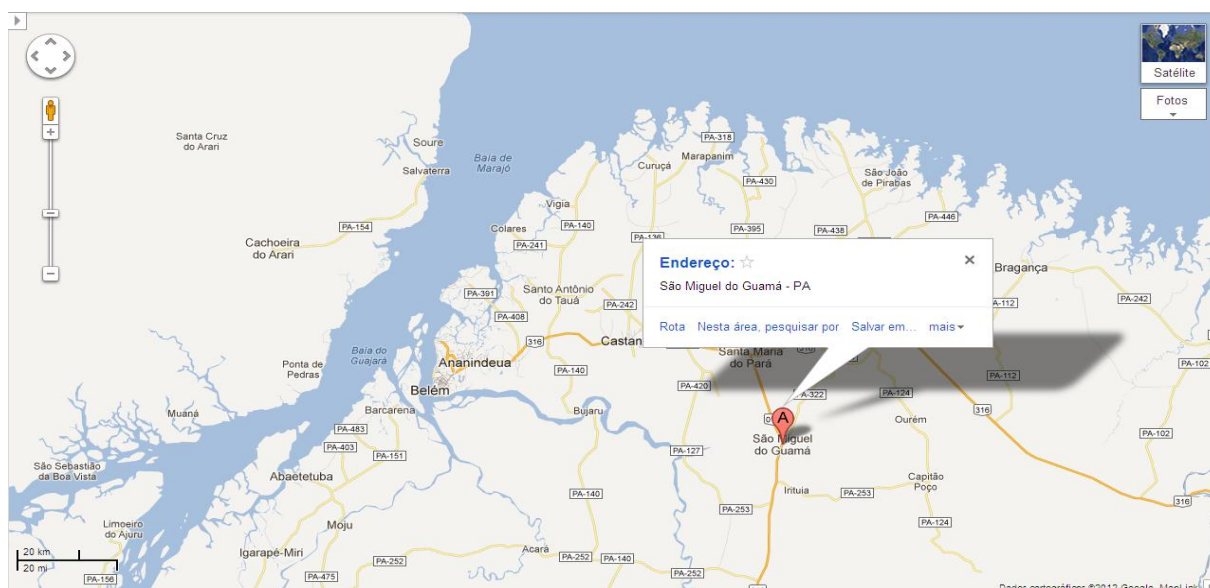 Satélite
Fotos
Santa Cruz
do Arari
Soure
Salvaterra
Baía de
Marajó
PA-318
Marapanim
Curuçá
PA-430
São João
de Pirabas
Vigia
PA-154
Colares
PA-140
PA-241
PA-136
PA-395
PA-438
PA-446
Cachoeira
do Arari
Endereço:
São Miguel do Guamá - PA
Rota Nesta área, pesquisar por Salvar em... mais
Bragança
PA-112
PA-242
PA-391
Santo Antônio
do Tauá
PA-242
PA-408
316
Castan
316
Santa Maria
do Pará
Baía do
Guajará
Ponta de
Pedras
Ananindeua
PA-140
Belém
PA-420
PA-112
PA-102
PA-322
PA-124
Muaná
Barcarena
Bujaru
A
Ourém
316
PA-483
PA-403
PA-151
PA-127
São Miguel
do Guamá
PA-102
São Sebastião
da Boa Vista
Abaetetuba
Capitão
Poço
Irituia
PA-253
PA-140
316
Limoeiro
do Ajuru
Moju
PA-253
PA-124
20 km
20 mi
Igarapé-Miri
Acará
PA-252
PA-252
PA-140
PA-156
PA-475
Dados cartográficos ©2012 Google, MapLink